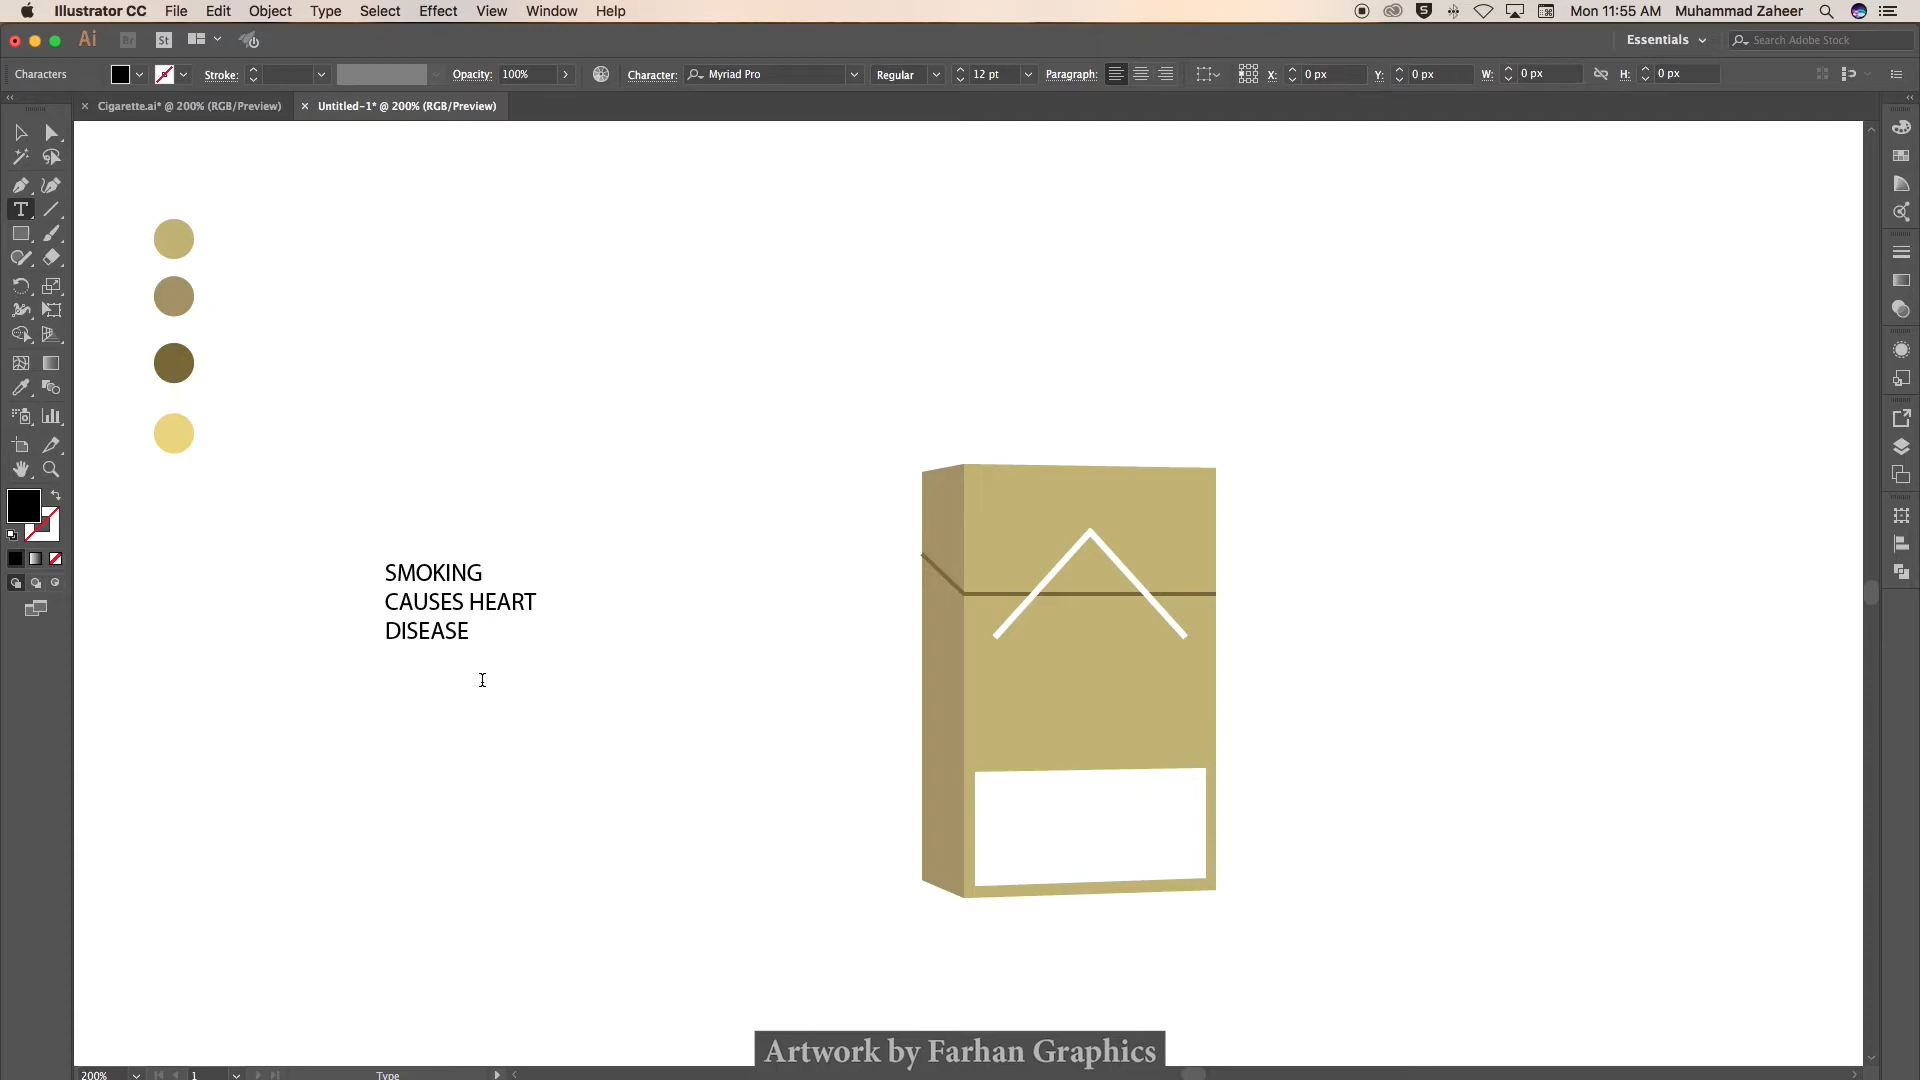 Illustrator CC File Edit Object Type Select Effect View Window Help Mon 11:55 AM Muhammad Zaheer
Ai Br St Essentials Search Adobe Stock
Characters Stroke: Opacity: 100% Character: Myriad Pro Regular 12 pt Paragraph: X: 0 px Y: 0 px W: 0 px H: 0 px
Cigarette.ai* @ 200% (RGB/Preview) Untitled-1* @ 200% (RGB/Preview)
SMOKING
CAUSES HEART
DISEASE
Artwork by Farhan Graphics
200% 1 Type